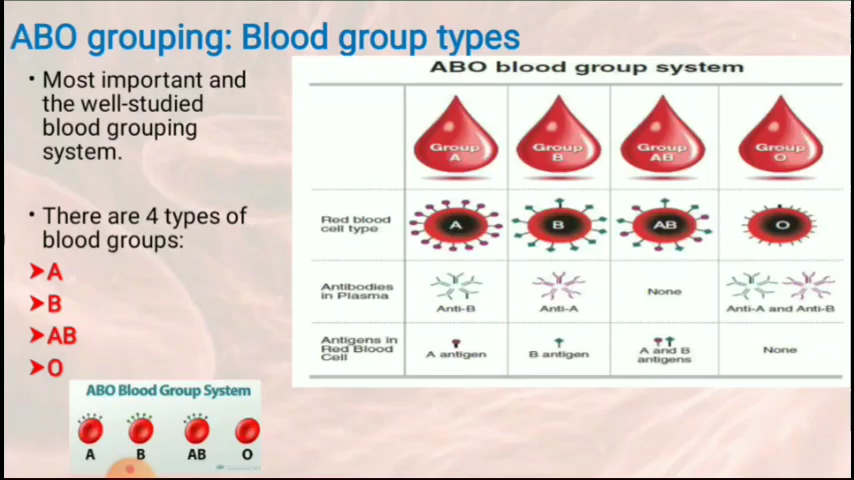 ABO grouping: Blood group types
• Most important and
the well-studied
blood grouping
system.
• There are 4 types of
blood groups:
➤A
➤B
➤AB
➤O
ABO blood group system
Group A
Group B
Group AB
Group O
Red blood cell type
A
B
AB
O
Antibodies in Plasma
Anti-B
Anti-A
None
Anti-A and Anti-B
Antigens in Red Blood Cell
A antigen
B antigen
A and B antigens
None
ABO Blood Group System
A
B
AB
O